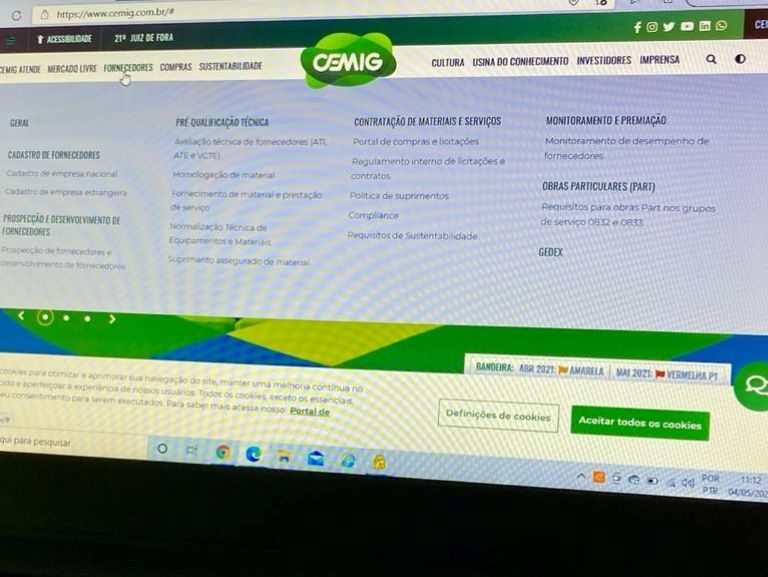 https://www.cemig.com.br/#
ACESSIBILIDADE 21º JUIZ DE FORA
CEMIG ATENDE MERCADO LIVRE FORNECEDORES COMPRAS SUSTENTABILIDADE
CEMIG
CULTURA USINA DO CONHECIMENTO INVESTIDORES IMPRENSA
GERAL
CADASTRO DE FORNECEDORES
Cadastro de empresa nacional
Cadastro de empresa estrangeira
PROSPECÇÃO E DESENVOLVIMENTO DE
FORNECEDORES
Prospecção de fornecedores e
desenvolvimento de fornecedores
PRÉ-QUALIFICAÇÃO TÉCNICA
Avaliação técnica de fornecedores (ATI,
ATE e VCTE)
Homologação de material
Fornecimento de material e prestação
de serviço
Normalização Técnica de
Equipamentos e Materiais
Suprimento assegurado de material
CONTRATAÇÃO DE MATERIAIS E SERVIÇOS
Portal de compras e licitações
Regulamento interno de licitações e
contratos
Política de suprimentos
Compliance
Requisitos de Sustentabilidade
MONITORAMENTO E PREMIAÇÃO
Monitoramento de desempenho de
fornecedores
OBRAS PARTICULARES (PART)
Requisitos para obras Part nos grupos
de serviço 0832 e 0833
GEDEX
BANDEIRA: ABR 2021: AMARELA | MAI 2021: VERMELHA P1
cookies para otimizar e aprimorar sua navegação do site, manter uma melhoria contínua no
e aperfeiçoar a experiência de nossos usuários. Todos os cookies, exceto os essenciais,
consentimento para serem executados. Para saber mais acesse nosso Portal de
Definições de cookies
Aceitar todos os cookies
qui para pesquisar
POR
PTB
11:12
04/05/202